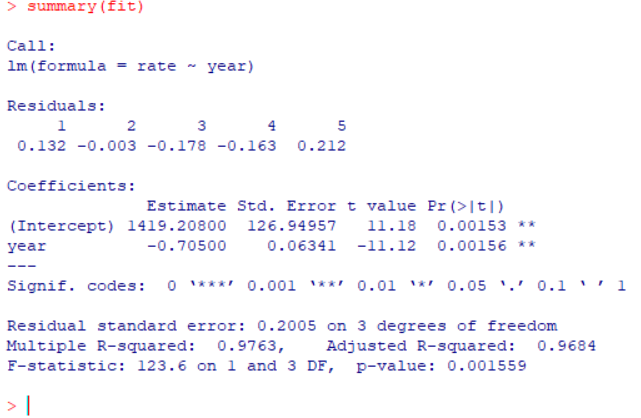 > summary(fit)
Call:
lm(formula = rate ~ year)
Residuals:
1 2 3 4 5
0.132 -0.003 -0.178 -0.163 0.212
Coefficients:
Estimate Std. Error t value Pr(>|t|)
(Intercept) 1419.20800 126.94957 11.18 0.00153 **
year -0.70500 0.06341 -11.12 0.00156 **
---
Signif. codes: 0 ‘***’ 0.001 ‘**’ 0.01 ‘*’ 0.05 ‘.’ 0.1 ‘ ’ 1
Residual standard error: 0.2005 on 3 degrees of freedom
Multiple R-squared: 0.9763, Adjusted R-squared: 0.9684
F-statistic: 123.6 on 1 and 3 DF, p-value: 0.001559
>